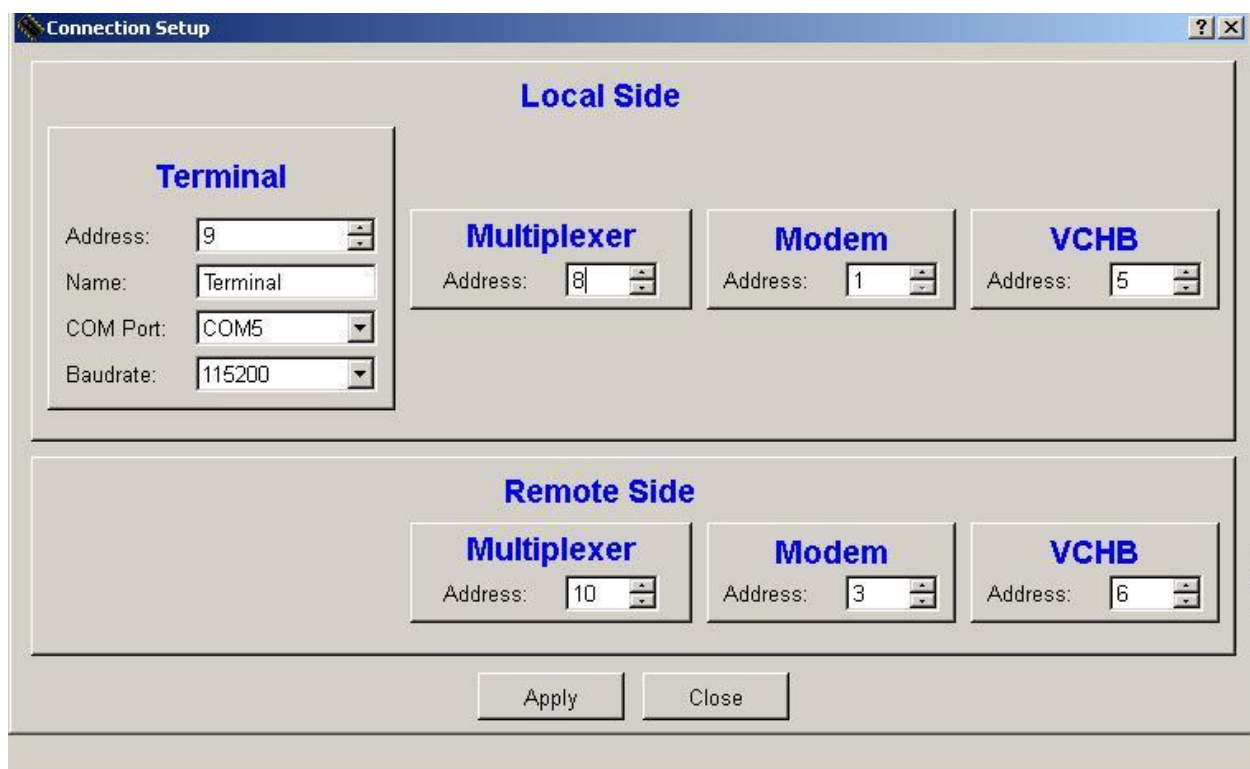 Connection Setup
Local Side
Terminal
Address: 9
Name: Terminal
COM Port: COM5
Baudrate: 115200
Multiplexer
Address: 8
Modem
Address: 1
VCHB
Address: 5
Remote Side
Multiplexer
Address: 10
Modem
Address: 3
VCHB
Address: 6
Apply Close